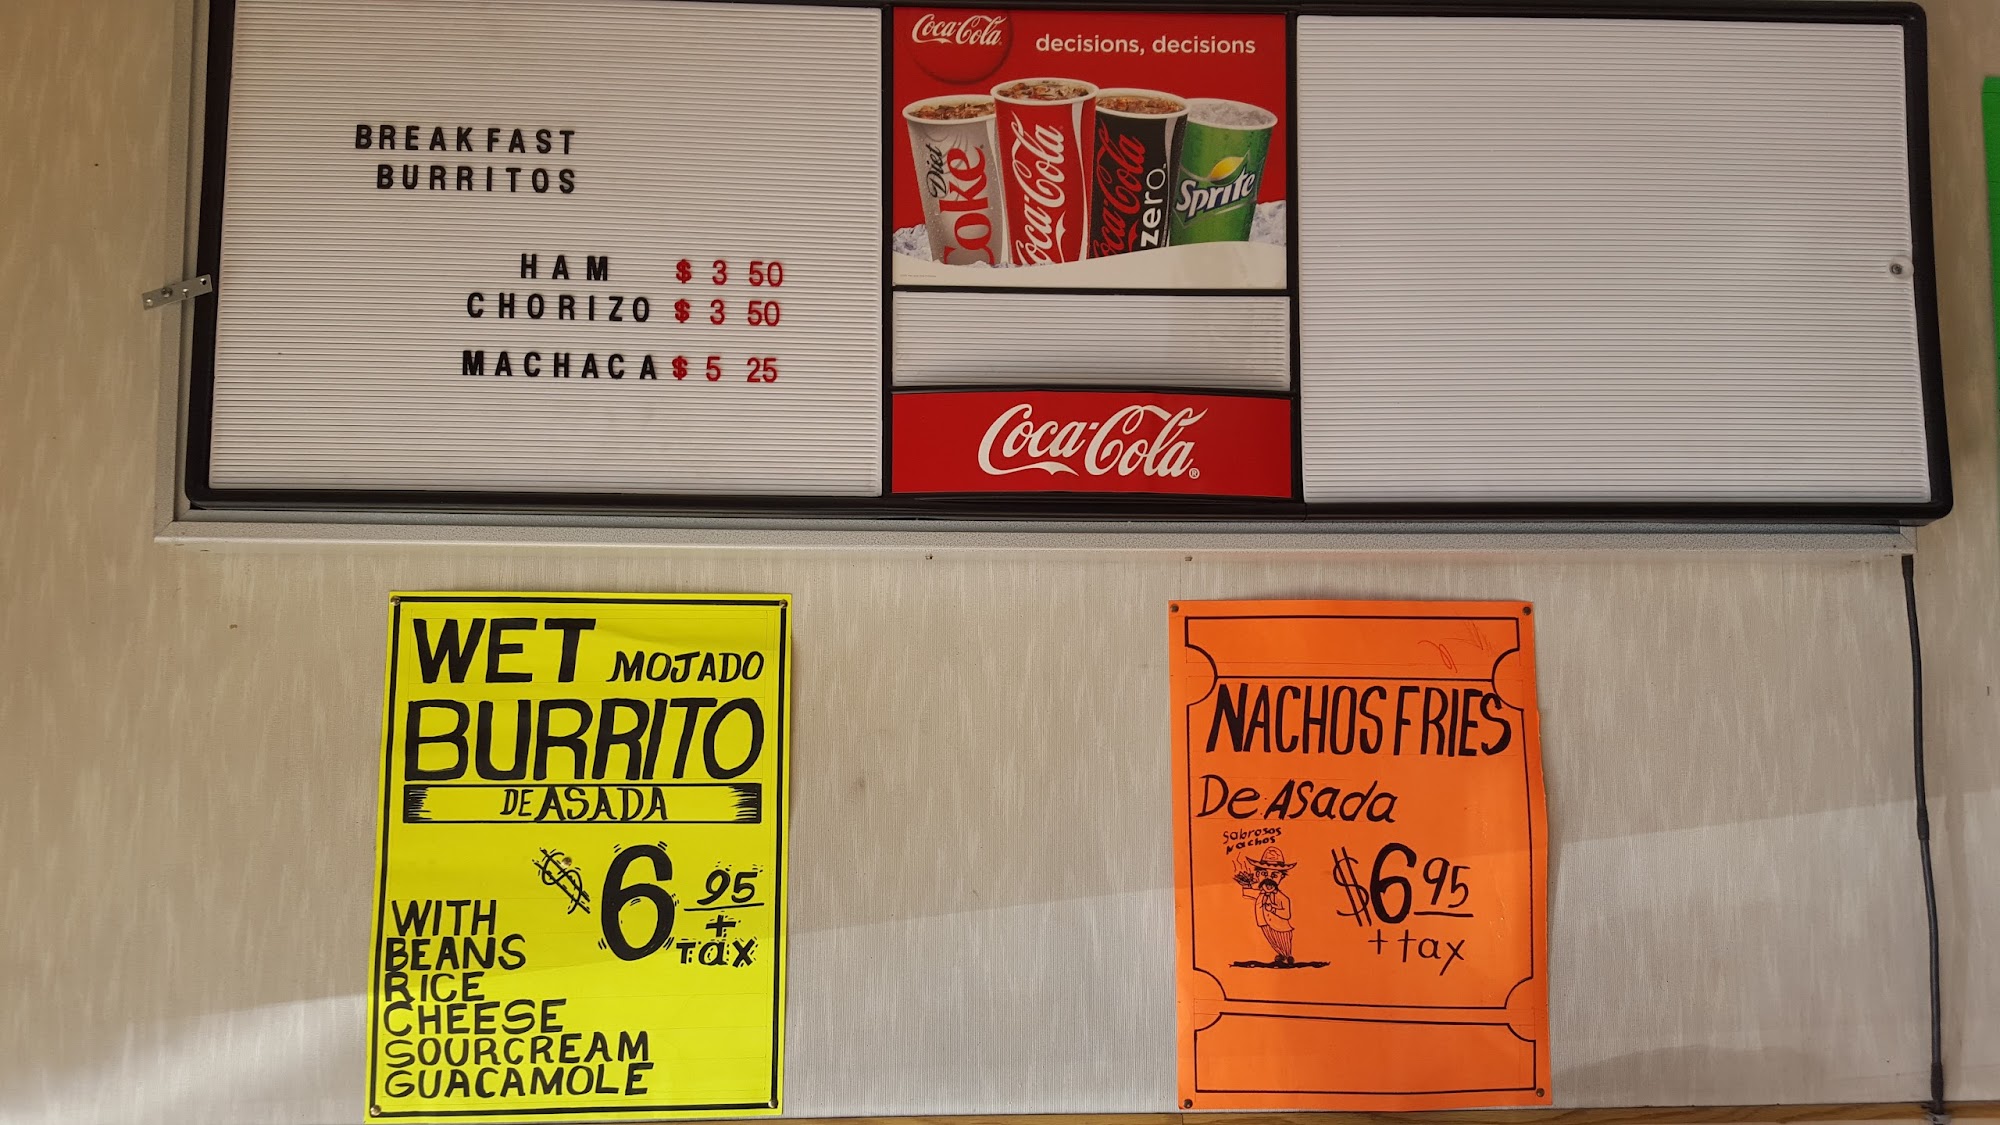 BREAKFAST
BURRITOS
HAM $ 3 50
CHORIZO $ 3 50
MACHACA $ 5 25
Coca-Cola
decisions, decisions
Diet Coke
Coca-Cola
Coca-Cola zero
Sprite
Coca-Cola®
WET MOJADO
BURRITO
DE ASADA
$6 95
+
tax
WITH
BEANS
RICE
CHEESE
SOURCREAM
GUACAMOLE
NACHOS FRIES
De Asada
Sabrosos
Nachos
$6 95
+ tax